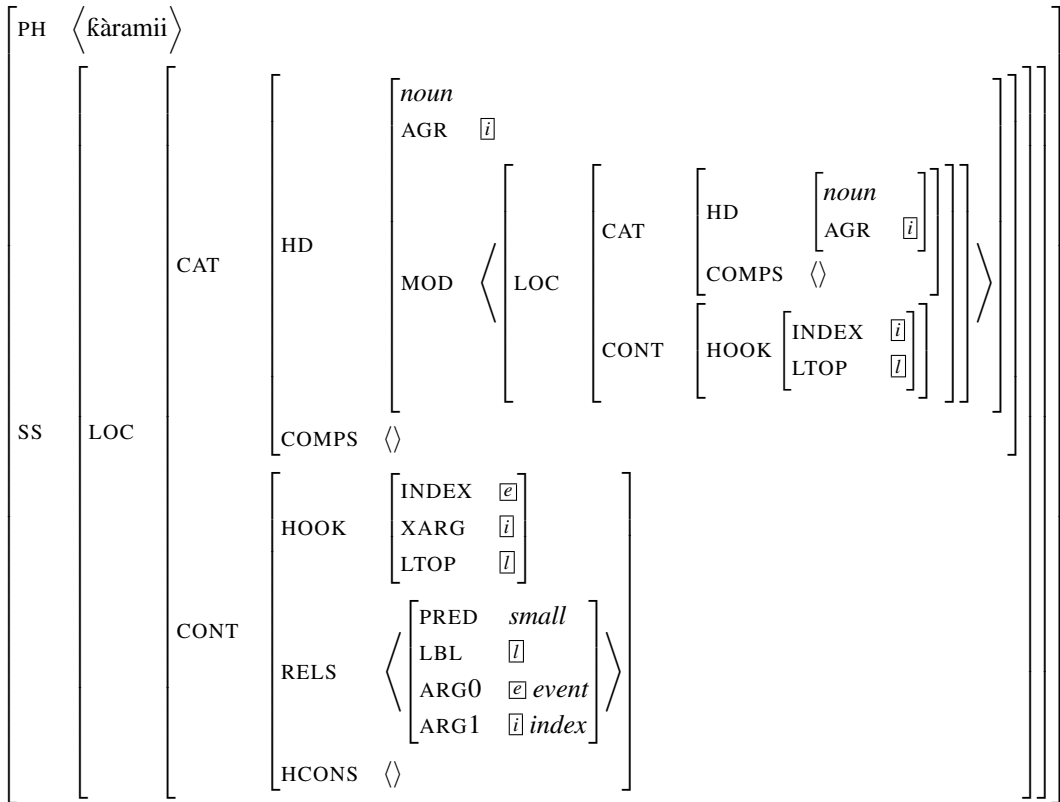 PH ⟨ƙàramii⟩
noun
AGR i
noun
HD
AGR i
CAT
HD
COMPS ⟨⟩
CAT
MOD ⟨ LOC ⟩
INDEX i
CONT HOOK
LTOP l
SS LOC
COMPS ⟨⟩
INDEX e
HOOK XARG i
LTOP l
PRED small
CONT
LBL l
RELS ⟨ ⟩
ARG0 e event
ARG1 i index
HCONS ⟨⟩